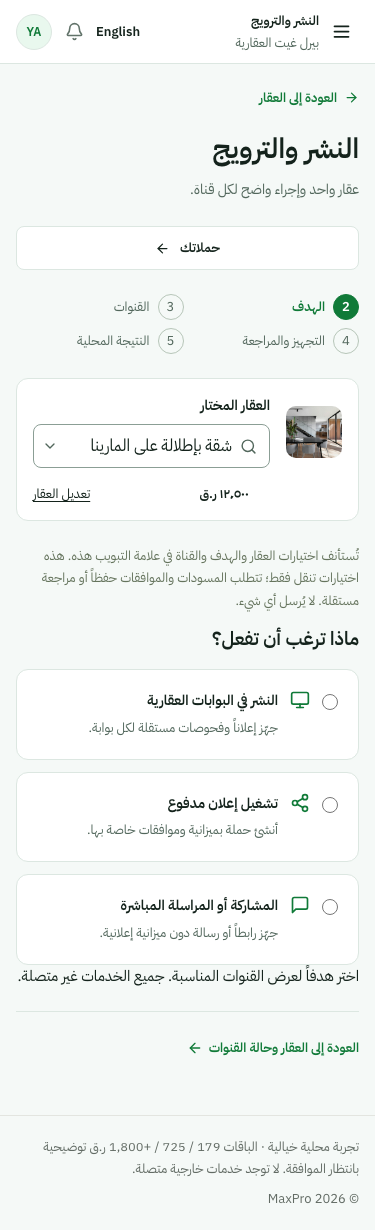 النشر والترويج
بيرل غيت العقارية
English
YA
العودة إلى العقار
النشر والترويج
عقار واحد وإجراء واضح لكل قناة.
حملاتك
2 الهدف
3 القنوات
4 التجهيز والمراجعة
5 النتيجة المحلية
العقار المختار
شقة بإطلالة على المارينا
١٢٬٥٠٠ ر.ق
تعديل العقار
تُستأنف اختيارات العقار والهدف والقناة في علامة التبويب هذه. هذه
اختيارات تنقل فقط؛ تتطلب المسودات والموافقات حفظاً أو مراجعة
مستقلة. لا يُرسل أي شيء.
ماذا ترغب أن تفعل؟
النشر في البوابات العقارية
جهّز إعلاناً وفحوصات مستقلة لكل بوابة.
تشغيل إعلان مدفوع
أنشئ حملة بميزانية وموافقات خاصة بها.
المشاركة أو المراسلة المباشرة
جهّز رابطاً أو رسالة دون ميزانية إعلانية.
اختر هدفاً لعرض القنوات المناسبة. جميع الخدمات غير متصلة.
العودة إلى العقار وحالة القنوات
تجربة محلية خيالية · الباقات 179 / 725 / +1,800 ر.ق توضيحية
بانتظار الموافقة. لا توجد خدمات خارجية متصلة.
© 2026 MaxPro